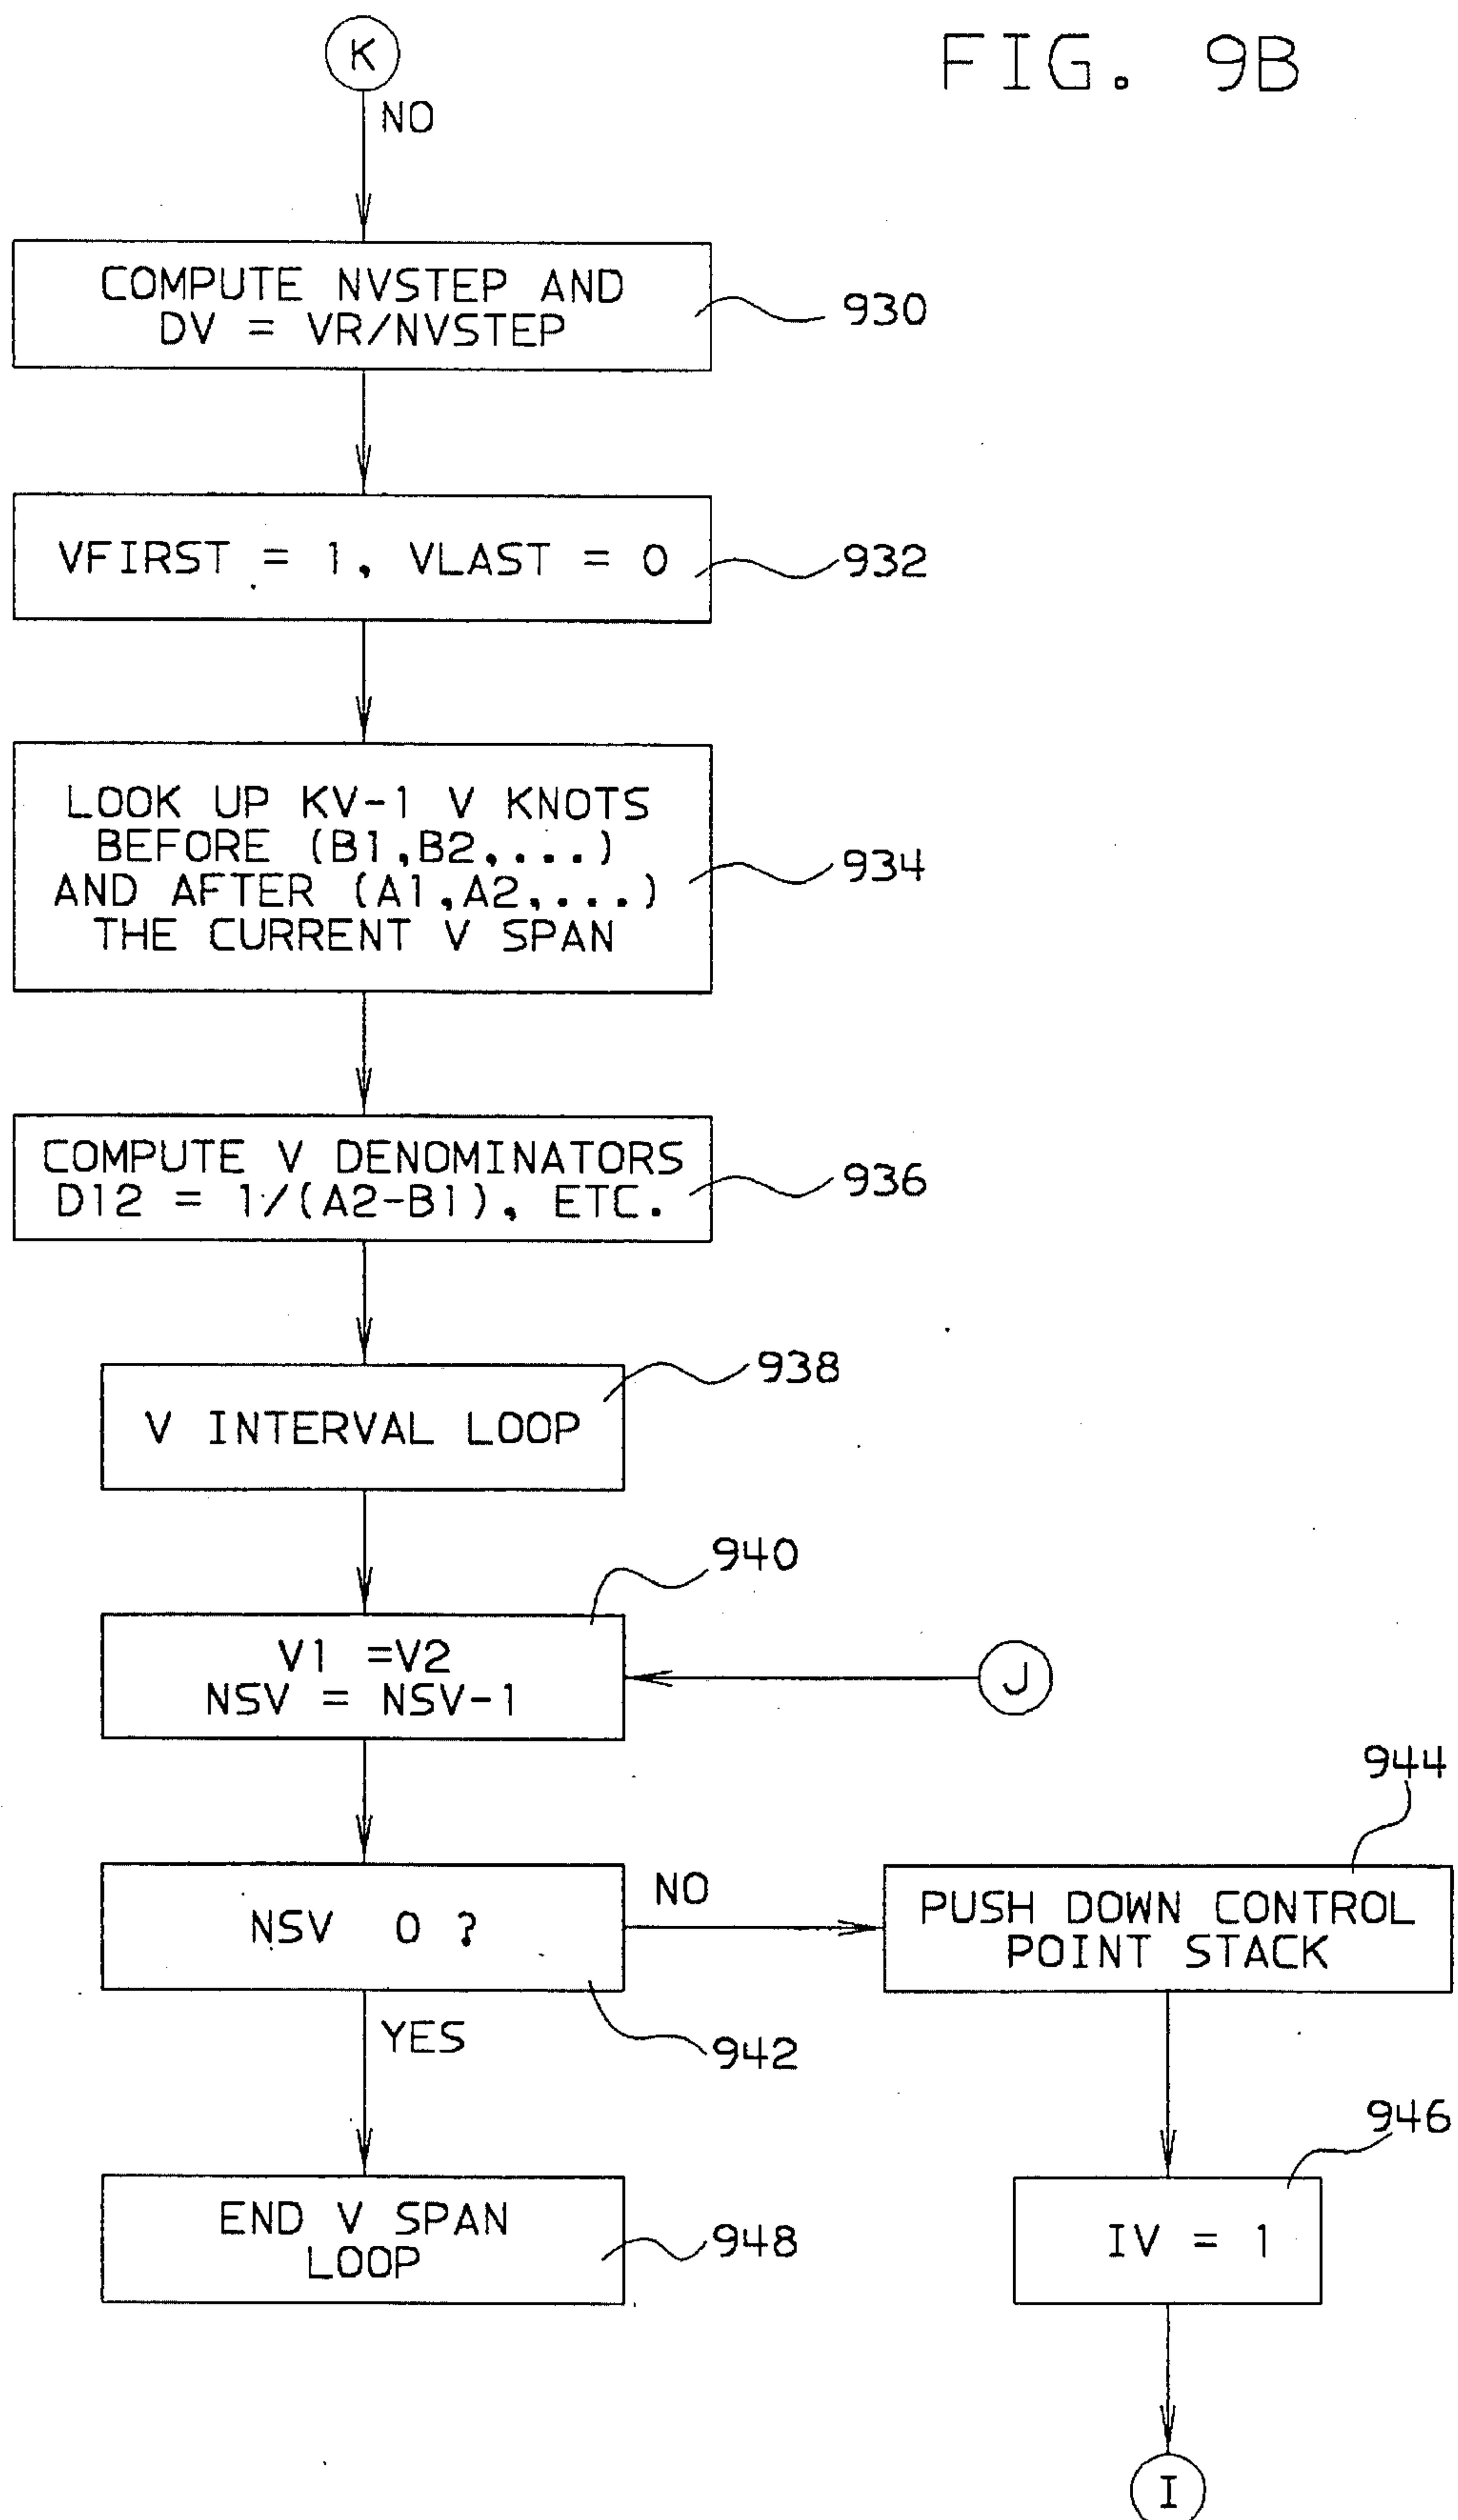 FIG. 9B
K
NO
COMPUTE NVSTEP AND
DV = VR/NVSTEP
930
VFIRST = 1, VLAST = 0
932
LOOK UP KV-1 V KNOTS
BEFORE (B1,B2,...)
AND AFTER (A1,A2,...)
THE CURRENT V SPAN
934
COMPUTE V DENOMINATORS
D12 = 1/(A2-B1), ETC.
936
V INTERVAL LOOP
938
940
V1 =V2
NSV = NSV-1
J
944
NSV 0 ?
NO
PUSH DOWN CONTROL
POINT STACK
YES
942
946
END V SPAN
LOOP
948
IV = 1
I